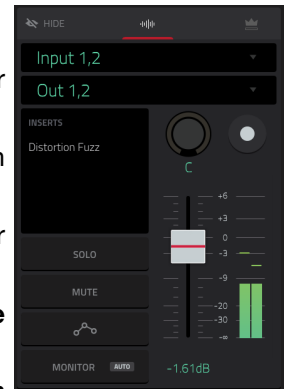 HIDE
Input 1,2
r
Out 1,2
INSERTS
Distortion Fuzz
n
C
+6
+3
0
-3
-9
-20
-30
-∞
r
SOLO
MUTE
e
MONITOR AUTO
-1.61dB